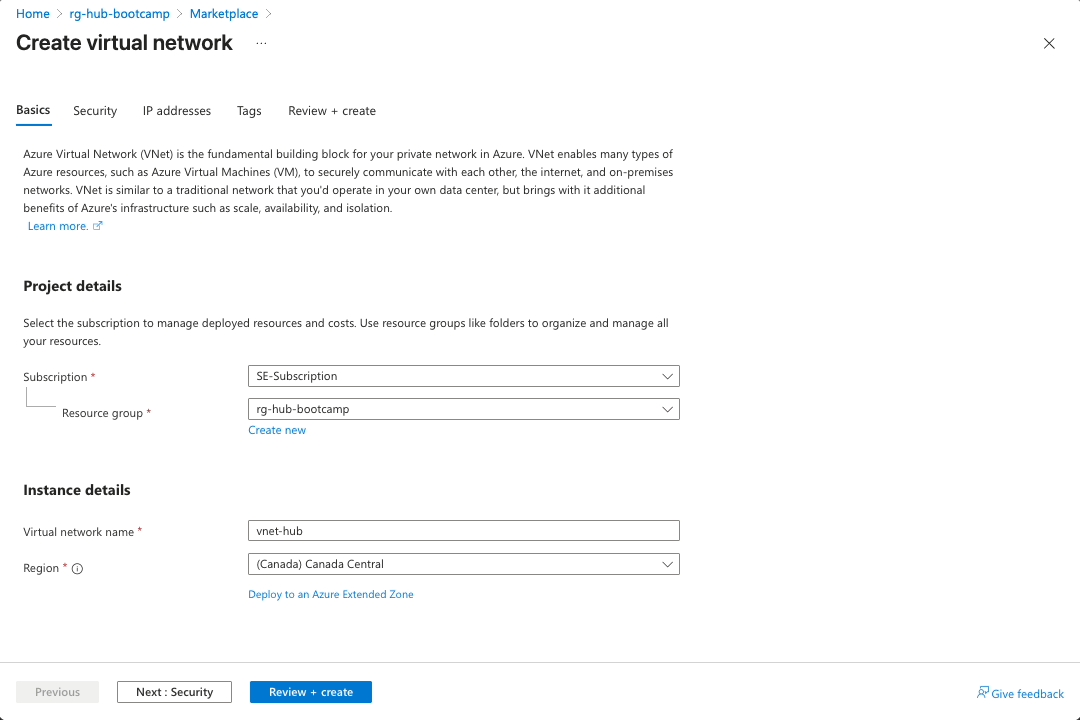 Home > rg-hub-bootcamp > Marketplace >
Create virtual network ...
Basics Security IP addresses Tags Review + create
Azure Virtual Network (VNet) is the fundamental building block for your private network in Azure. VNet enables many types of
Azure resources, such as Azure Virtual Machines (VM), to securely communicate with each other, the internet, and on-premises
networks. VNet is similar to a traditional network that you'd operate in your own data center, but brings with it additional
benefits of Azure's infrastructure such as scale, availability, and isolation.
Learn more.
Project details
Select the subscription to manage deployed resources and costs. Use resource groups like folders to organize and manage all
your resources.
Subscription * SE-Subscription
Resource group * rg-hub-bootcamp
Create new
Instance details
Virtual network name * vnet-hub
Region * (Canada) Canada Central
Deploy to an Azure Extended Zone
Previous Next : Security Review + create Give feedback